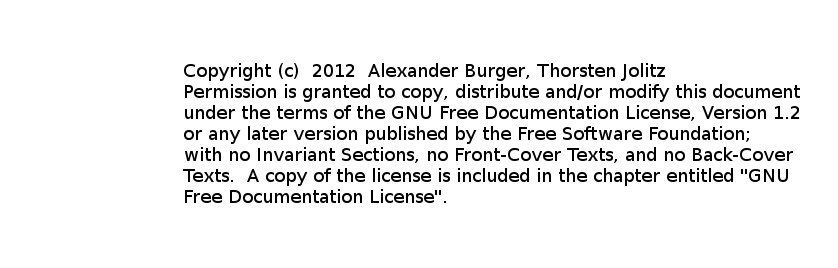 Copyright (c)  2012  Alexander Burger, Thorsten Jolitz
Permission is granted to copy, distribute and/or modify this document
under the terms of the GNU Free Documentation License, Version 1.2
or any later version published by the Free Software Foundation;
with no Invariant Sections, no Front-Cover Texts, and no Back-Cover
Texts.  A copy of the license is included in the chapter entitled "GNU
Free Documentation License".